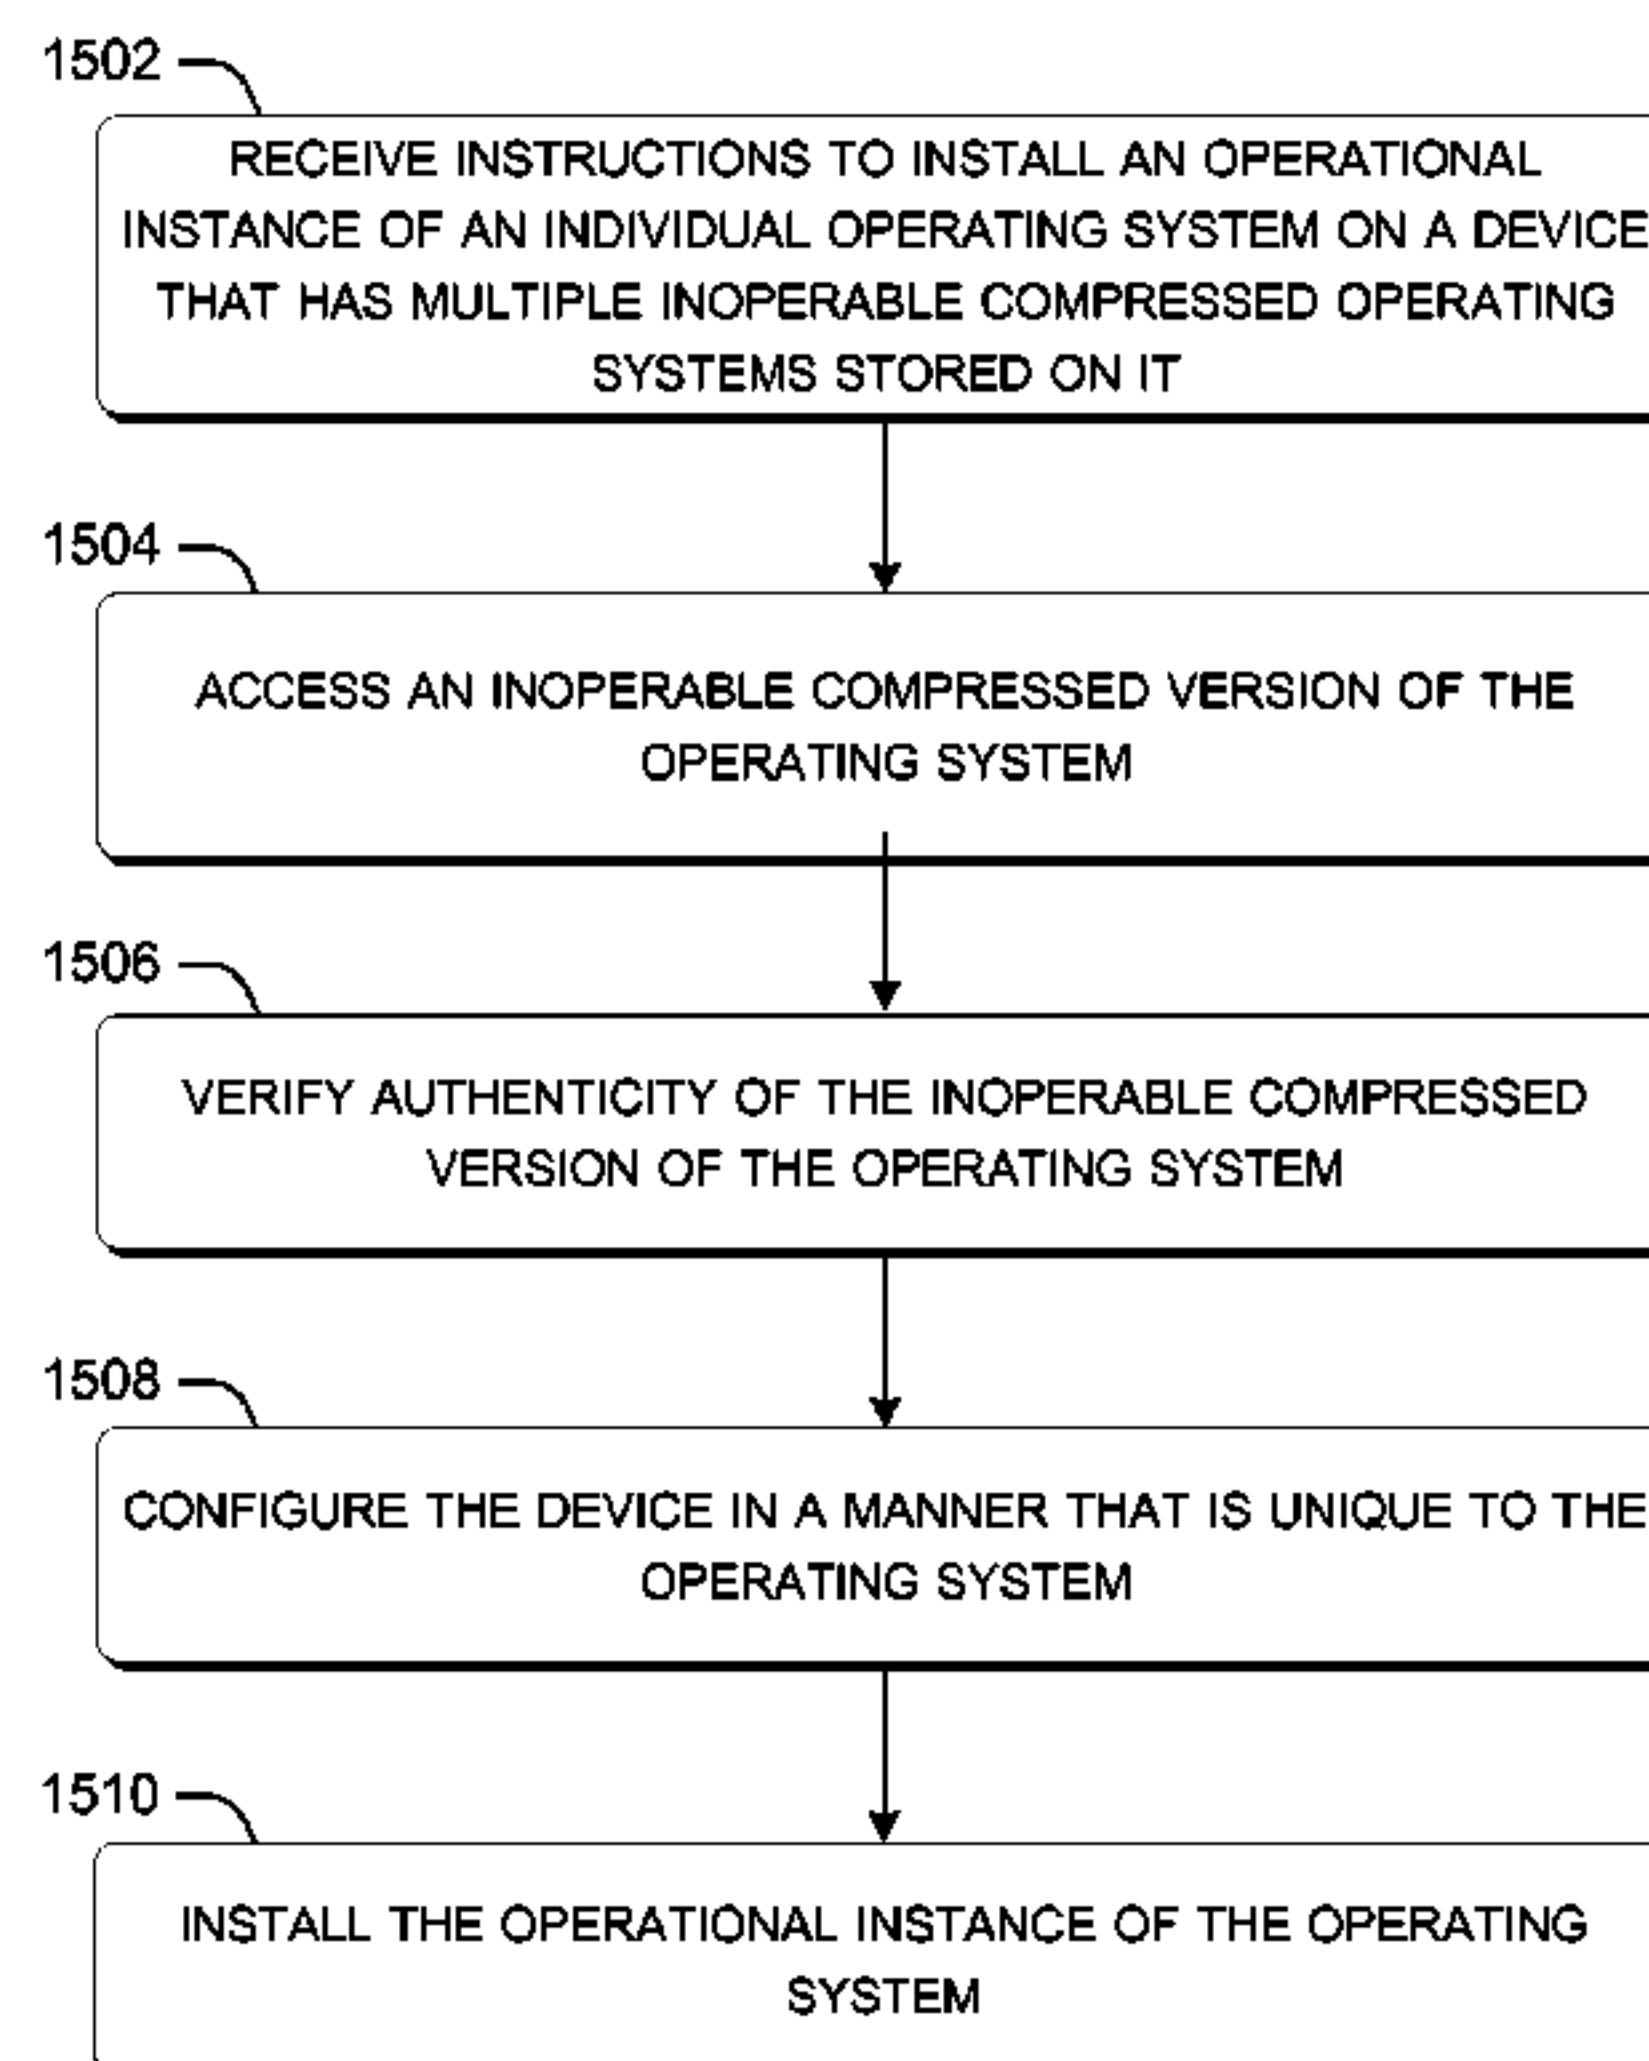 1502
RECEIVE INSTRUCTIONS TO INSTALL AN OPERATIONAL
INSTANCE OF AN INDIVIDUAL OPERATING SYSTEM ON A DEVICE
THAT HAS MULTIPLE INOPERABLE COMPRESSED OPERATING
SYSTEMS STORED ON IT
1504
ACCESS AN INOPERABLE COMPRESSED VERSION OF THE
OPERATING SYSTEM
1506
VERIFY AUTHENTICITY OF THE INOPERABLE COMPRESSED
VERSION OF THE OPERATING SYSTEM
1508
CONFIGURE THE DEVICE IN A MANNER THAT IS UNIQUE TO THE
OPERATING SYSTEM
1510
INSTALL THE OPERATIONAL INSTANCE OF THE OPERATING
SYSTEM